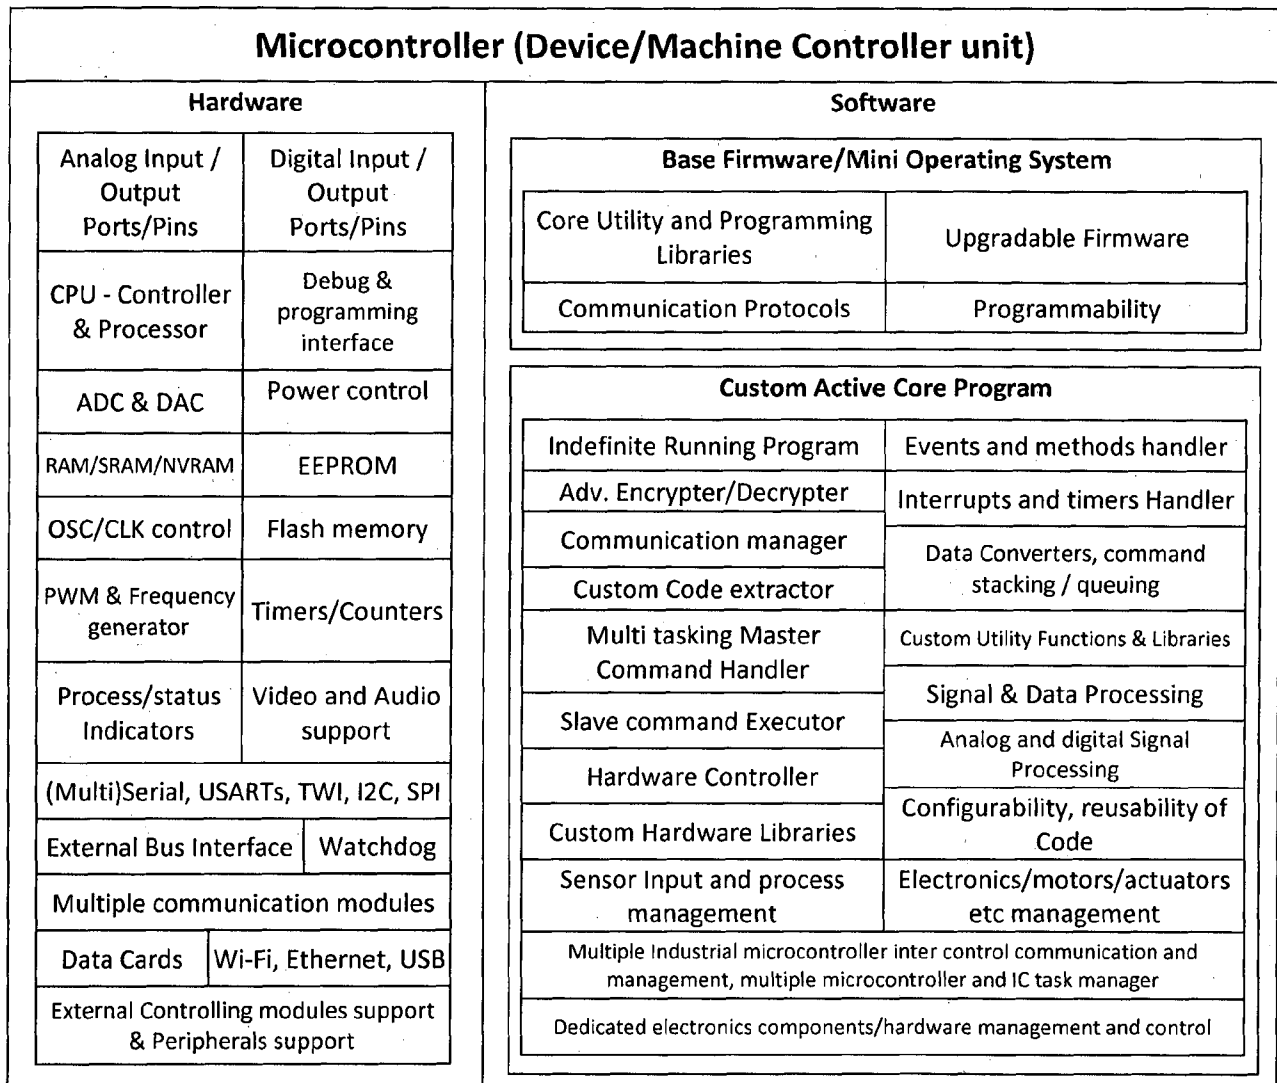 Microcontroller (Device/Machine Controller unit)
Hardware
Analog Input /
Output
Ports/Pins
Digital Input /
Output
Ports/Pins
CPU - Controller
& Processor
Debug &
programming
interface
ADC & DAC
Power control
RAM/SRAM/NVRAM
EEPROM
OSC/CLK control
Flash memory
PWM & Frequency
generator
Timers/Counters
Process/status
Indicators
Video and Audio
support
(Multi)Serial, USARTs, TWI, I2C, SPI
External Bus Interface
Watchdog
Multiple communication modules
Data Cards
Wi-Fi, Ethernet, USB
External Controlling modules support
& Peripherals support
Software
Base Firmware/Mini Operating System
Core Utility and Programming
Libraries
Upgradable Firmware
Communication Protocols
Programmability
Custom Active Core Program
Indefinite Running Program
Adv. Encrypter/Decrypter
Communication manager
Custom Code extractor
Multi tasking Master
Command Handler
Slave command Executor
Hardware Controller
Custom Hardware Libraries
Sensor Input and process
management
Events and methods handler
Interrupts and timers Handler
Data Converters, command
stacking / queuing
Custom Utility Functions & Libraries
Signal & Data Processing
Analog and digital Signal
Processing
Configurability, reusability of
Code
Electronics/motors/actuators
etc management
Multiple Industrial microcontroller inter control communication and
management, multiple microcontroller and IC task manager
Dedicated electronics components/hardware management and control